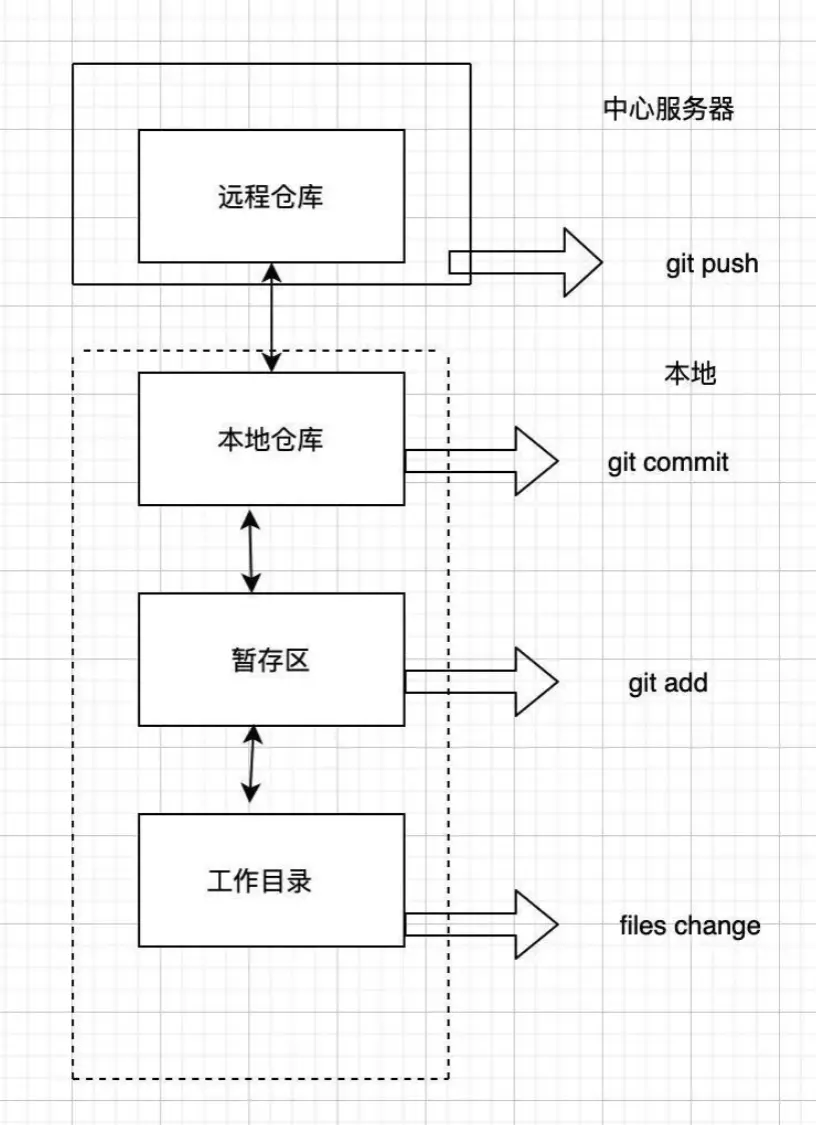 中心服务器
远程仓库
git push
本地
本地仓库
git commit
暂存区
git add
工作目录
files change